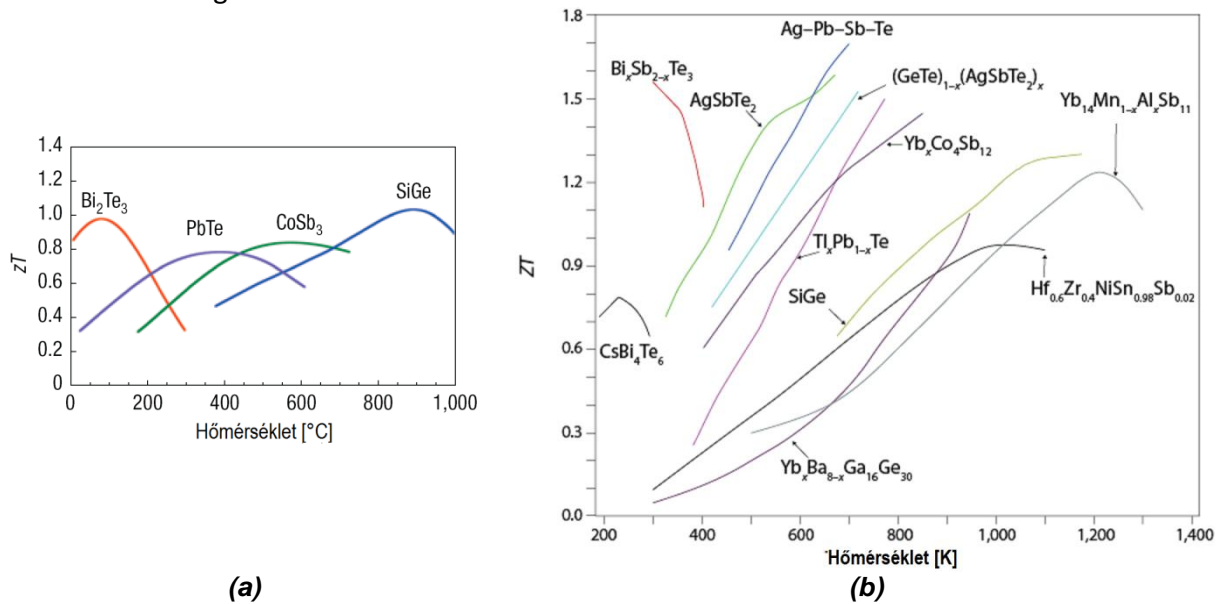 g
1.4
1.2
1.0
0.8
0.6
0.4
0.2
0
zT
Bi₂Te₃
PbTe
CoSb₃
SiGe
0 200 400 600 800 1,000
Hőmérséklet [°C]
(a)
1.8
1.5
1.2
0.9
0.6
0.3
0.0
ZT
Ag–Pb–Sb–Te
BiₓSb₂₋ₓTe₃
(GeTe)₁₋ₓ(AgSbTe₂)ₓ
AgSbTe₂
Yb₁₄Mn₁₋ₓAlₓSb₁₁
YbₓCo₄Sb₁₂
TlₓPb₁₋ₓTe
SiGe
Hf₀.₆Zr₀.₄NiSn₀.₉₈Sb₀.₀₂
CsBi₄Te₆
YbₓBa₈₋ₓGa₁₆Ge₃₀
200 400 600 800 1,000 1,200 1,400
Hőmérséklet [K]
(b)